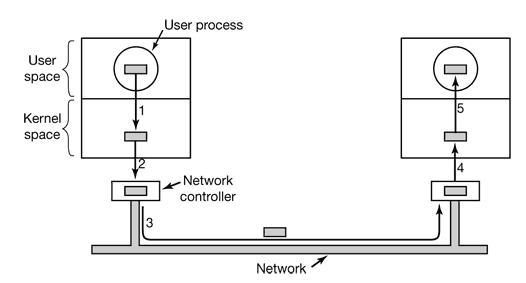 User process
User
space
1
5
Kernel
space
2
4
Network
controller
3
Network